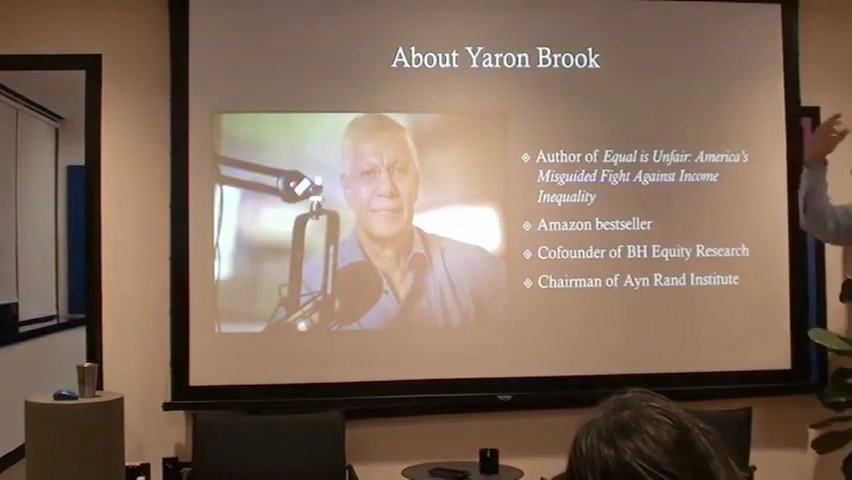 About Yaron Brook
Author of Equal is Unfair: America's
Misguided Fight Against Income
Inequality
Amazon bestseller
Cofounder of BH Equity Research
Chairman of Ayn Rand Institute